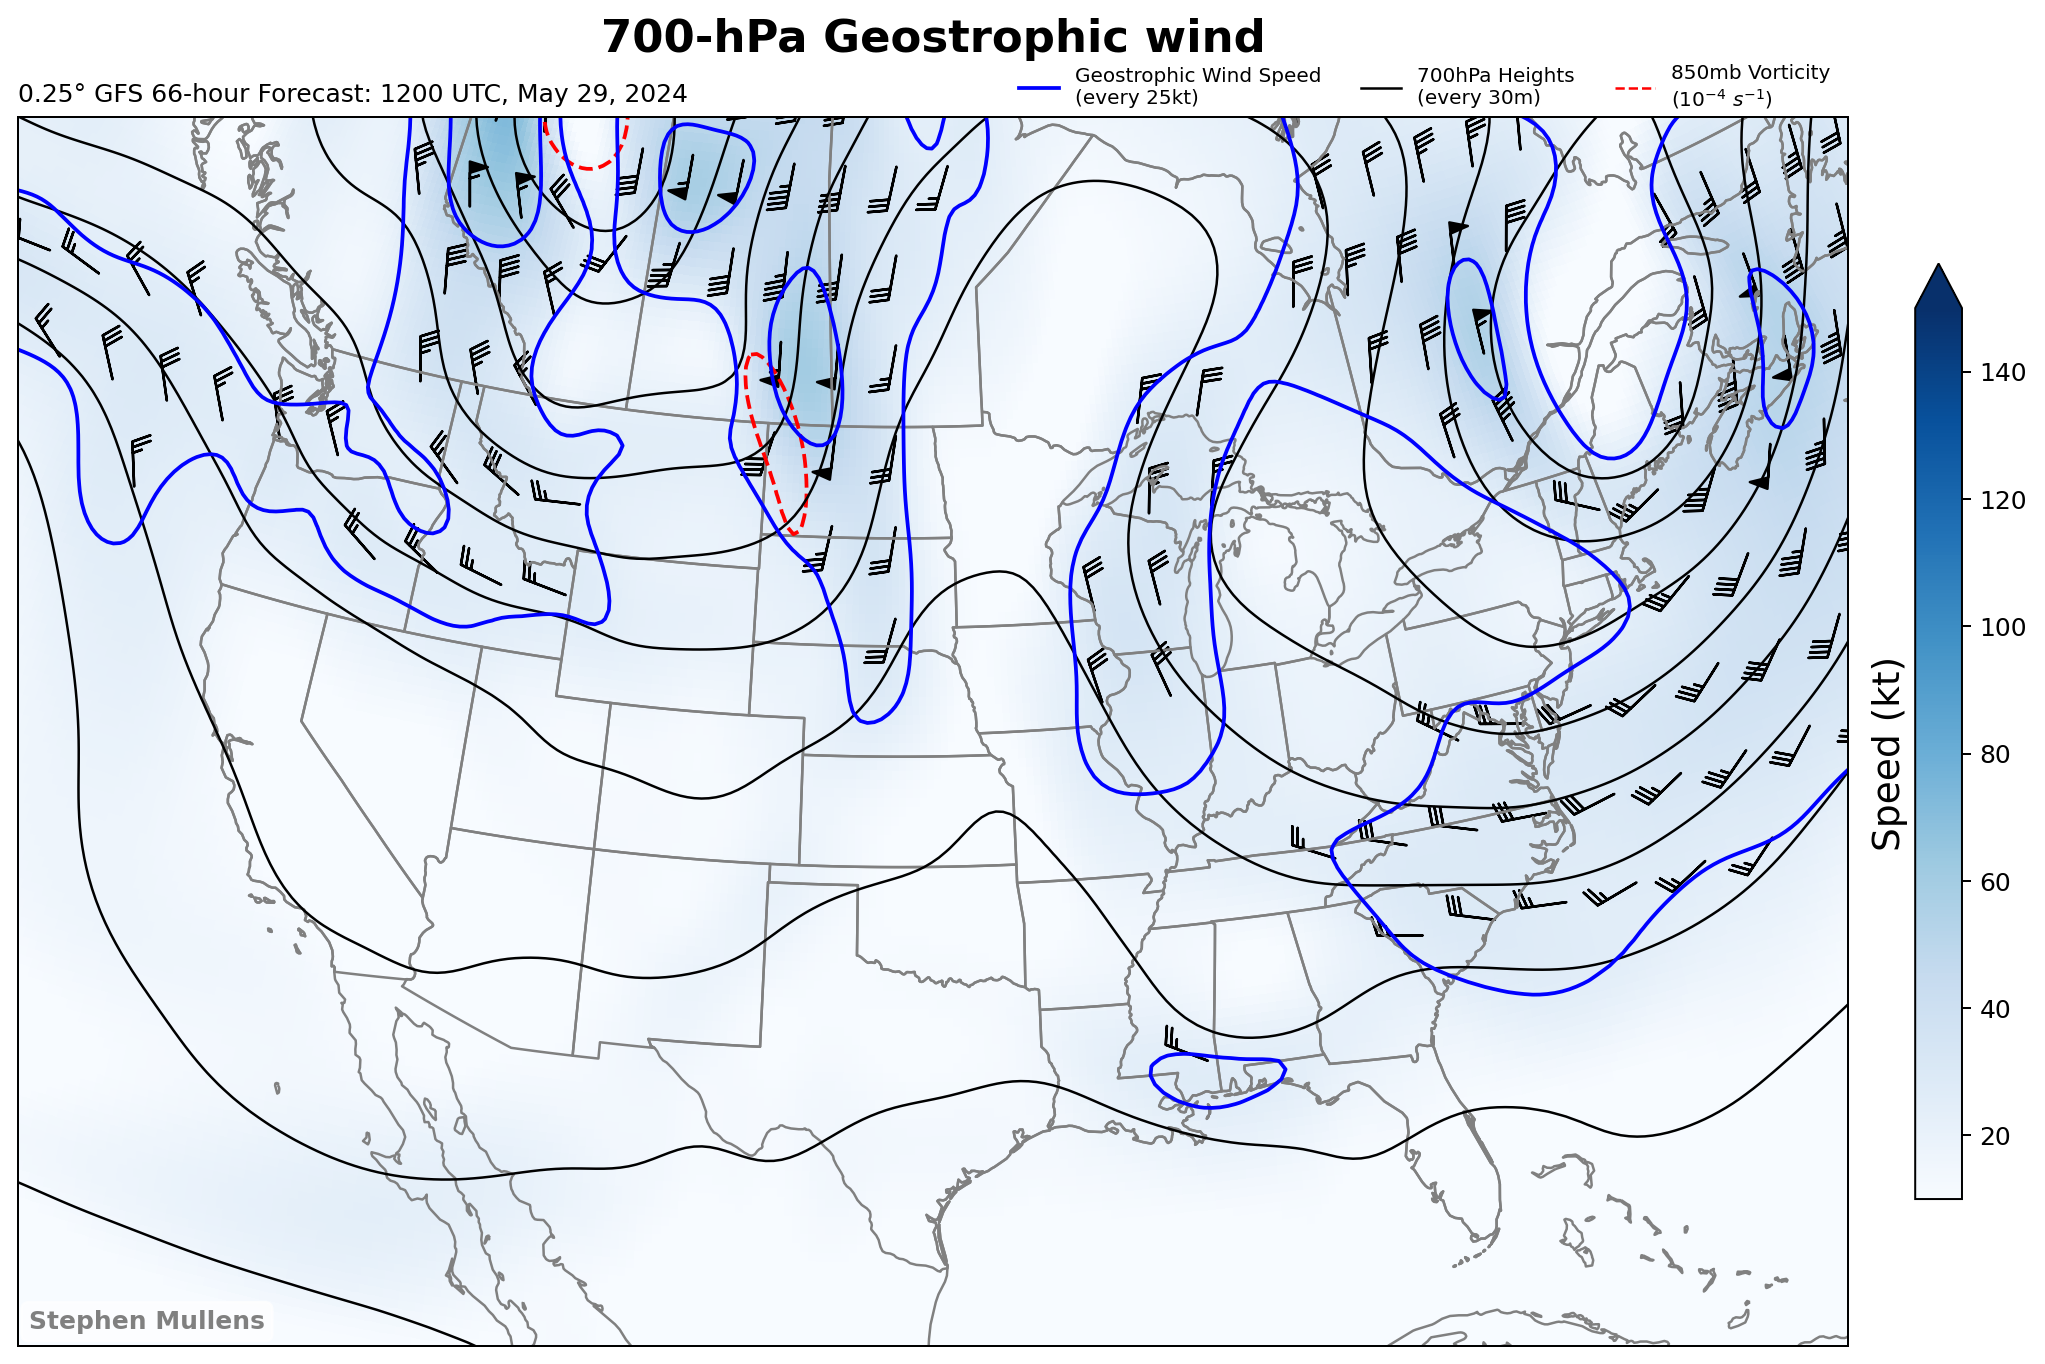 700-hPa Geostrophic wind
0.25° GFS 66-hour Forecast: 1200 UTC, May 29, 2024
Geostrophic Wind Speed
(every 25kt)
700hPa Heights
(every 30m)
850mb Vorticity
(10⁻⁴ s⁻¹)
140
120
100
80
60
40
20
Speed (kt)
Stephen Mullens